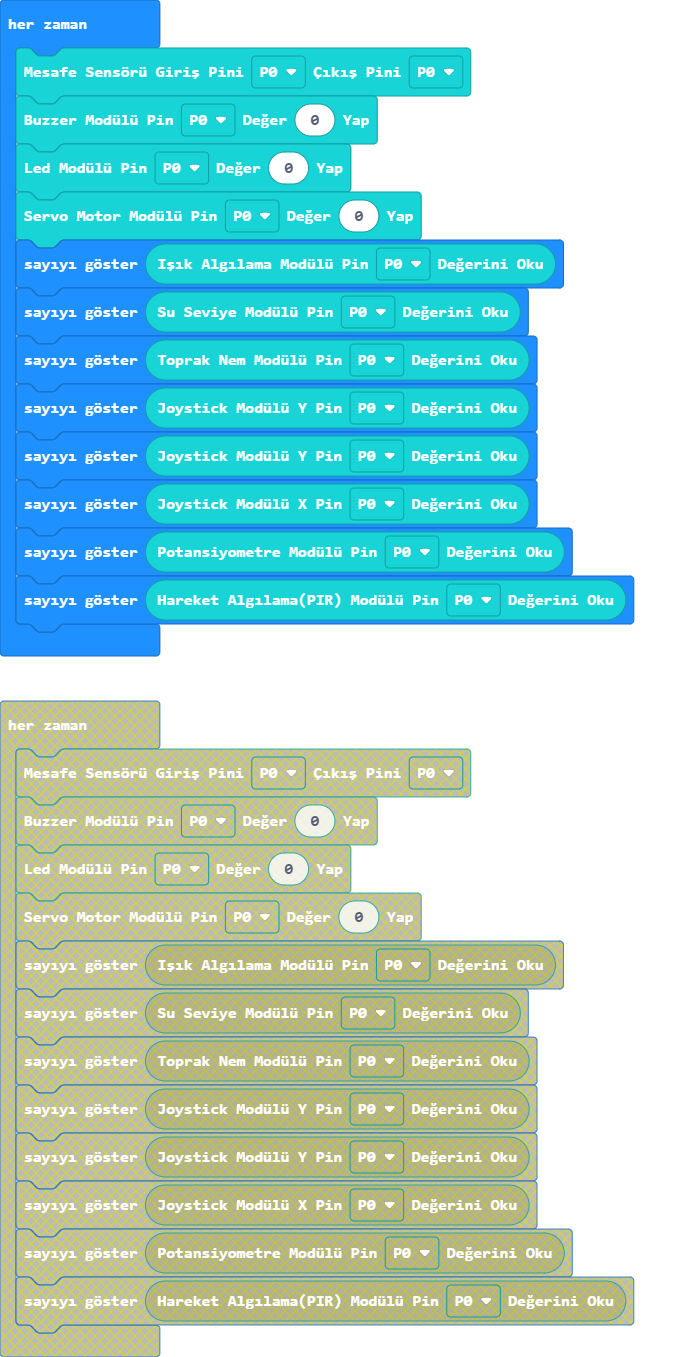 her zaman
Mesafe Sensörü Giriş Pini P0 Çıkış Pini P0
Buzzer Modülü Pin P0 Değer 0 Yap
Led Modülü Pin P0 Değer 0 Yap
Servo Motor Modülü Pin P0 Değer 0 Yap
sayıyı göster Işık Algılama Modülü Pin P0 Değerini Oku
sayıyı göster Su Seviye Modülü Pin P0 Değerini Oku
sayıyı göster Toprak Nem Modülü Pin P0 Değerini Oku
sayıyı göster Joystick Modülü Y Pin P0 Değerini Oku
sayıyı göster Joystick Modülü Y Pin P0 Değerini Oku
sayıyı göster Joystick Modülü X Pin P0 Değerini Oku
sayıyı göster Potansiyometre Modülü Pin P0 Değerini Oku
sayıyı göster Hareket Algılama(PIR) Modülü Pin P0 Değerini Oku
her zaman
Mesafe Sensörü Giriş Pini P0 Çıkış Pini P0
Buzzer Modülü Pin P0 Değer 0 Yap
Led Modülü Pin P0 Değer 0 Yap
Servo Motor Modülü Pin P0 Değer 0 Yap
sayıyı göster Işık Algılama Modülü Pin P0 Değerini Oku
sayıyı göster Su Seviye Modülü Pin P0 Değerini Oku
sayıyı göster Toprak Nem Modülü Pin P0 Değerini Oku
sayıyı göster Joystick Modülü Y Pin P0 Değerini Oku
sayıyı göster Joystick Modülü Y Pin P0 Değerini Oku
sayıyı göster Joystick Modülü X Pin P0 Değerini Oku
sayıyı göster Potansiyometre Modülü Pin P0 Değerini Oku
sayıyı göster Hareket Algılama(PIR) Modülü Pin P0 Değerini Oku